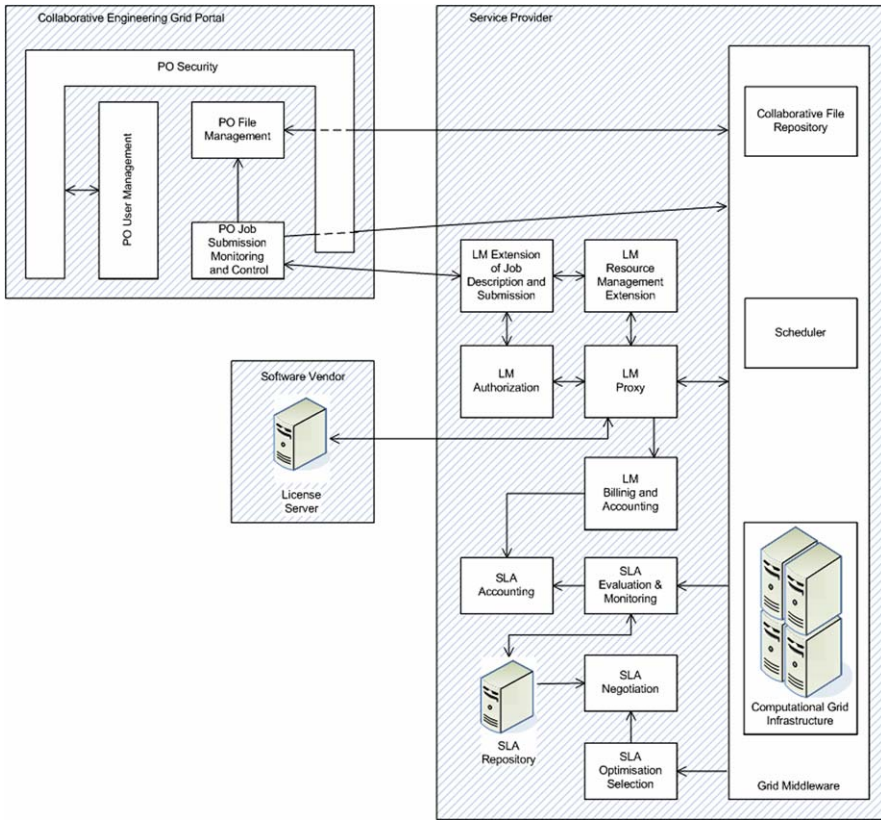 Collaborative Engineering Grid Portal
PO Security
PO User Management
PO File
Management
PO Job
Submission
Monitoring
and Control
Service Provider
Collaborative File
Repository
LM Extension
of Job
Description and
Submission
LM
Resource
Management
Extension
Scheduler
LM
Authorization
LM
Proxy
Software Vendor
License
Server
LM
Billinig and
Accounting
SLA
Accounting
SLA
Evaluation &
Monitoring
SLA
Repository
SLA
Negotiation
SLA
Optimisation
Selection
Computational Grid
Infrastructure
Grid Middleware